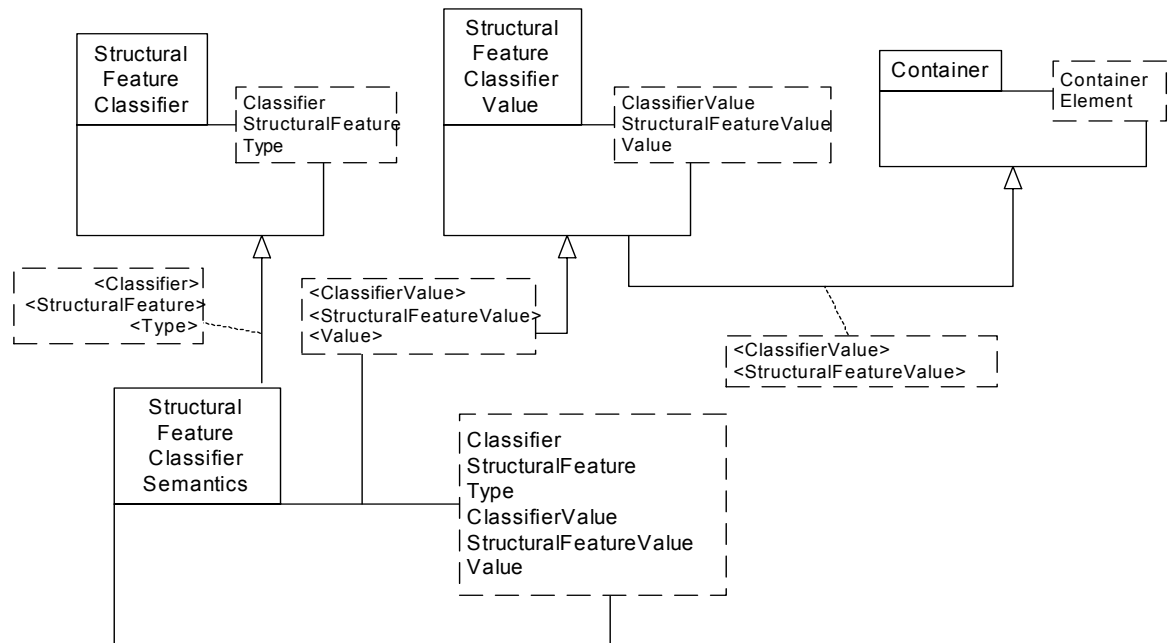 Structural
Feature
Classifier
Classifier
StructuralFeature
Type
Structural
Feature
Classifier
Value
ClassifierValue
StructuralFeatureValue
Value
Container
Container
Element
<Classifier>
<StructuralFeature>
<Type>
<ClassifierValue>
<StructuralFeatureValue>
<Value>
<ClassifierValue>
<StructuralFeatureValue>
Structural
Feature
Classifier
Semantics
Classifier
StructuralFeature
Type
ClassifierValue
StructuralFeatureValue
Value